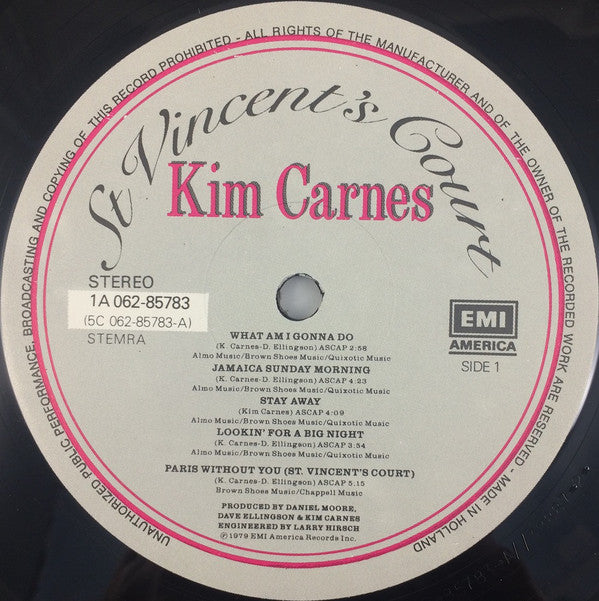 UNAUTHORIZED PUBLIC PERFORMANCE, BROADCASTING AND COPYING OF THIS RECORD PROHIBITED - ALL RIGHTS OF THE MANUFACTURER AND OF THE OWNER OF THE RECORDED WORK ARE RESERVED - MADE IN HOLLAND
St Vincent's Court
Kim Carnes
STEREO
1A 062-85783
(5C 062-85783-A)
STEMRA
EMI
AMERICA
SIDE 1
WHAT AM I GONNA DO
(K. Carnes-D. Ellingson) ASCAP 2:58
Almo Music/Brown Shoes Music/Quixotic Music
JAMAICA SUNDAY MORNING
(K. Carnes-D. Ellingson) ASCAP 4:23
Almo Music/Brown Shoes Music/Quixotic Music
STAY AWAY
(Kim Carnes) ASCAP 4:09
Almo Music/Brown Shoes Music/Quixotic Music
LOOKIN' FOR A BIG NIGHT
(K. Carnes-D. Ellingson) ASCAP 3:54
Almo Music/Brown Shoes Music/Quixotic Music
PARIS WITHOUT YOU (ST. VINCENT'S COURT)
(K. Carnes-D. Ellingson) ASCAP 5:15
Brown Shoes Music/Chappell Music
PRODUCED BY DANIEL MOORE,
DAVE ELLINGSON & KIM CARNES
ENGINEERED BY LARRY HIRSCH
℗ 1979 EMI America Records Inc.